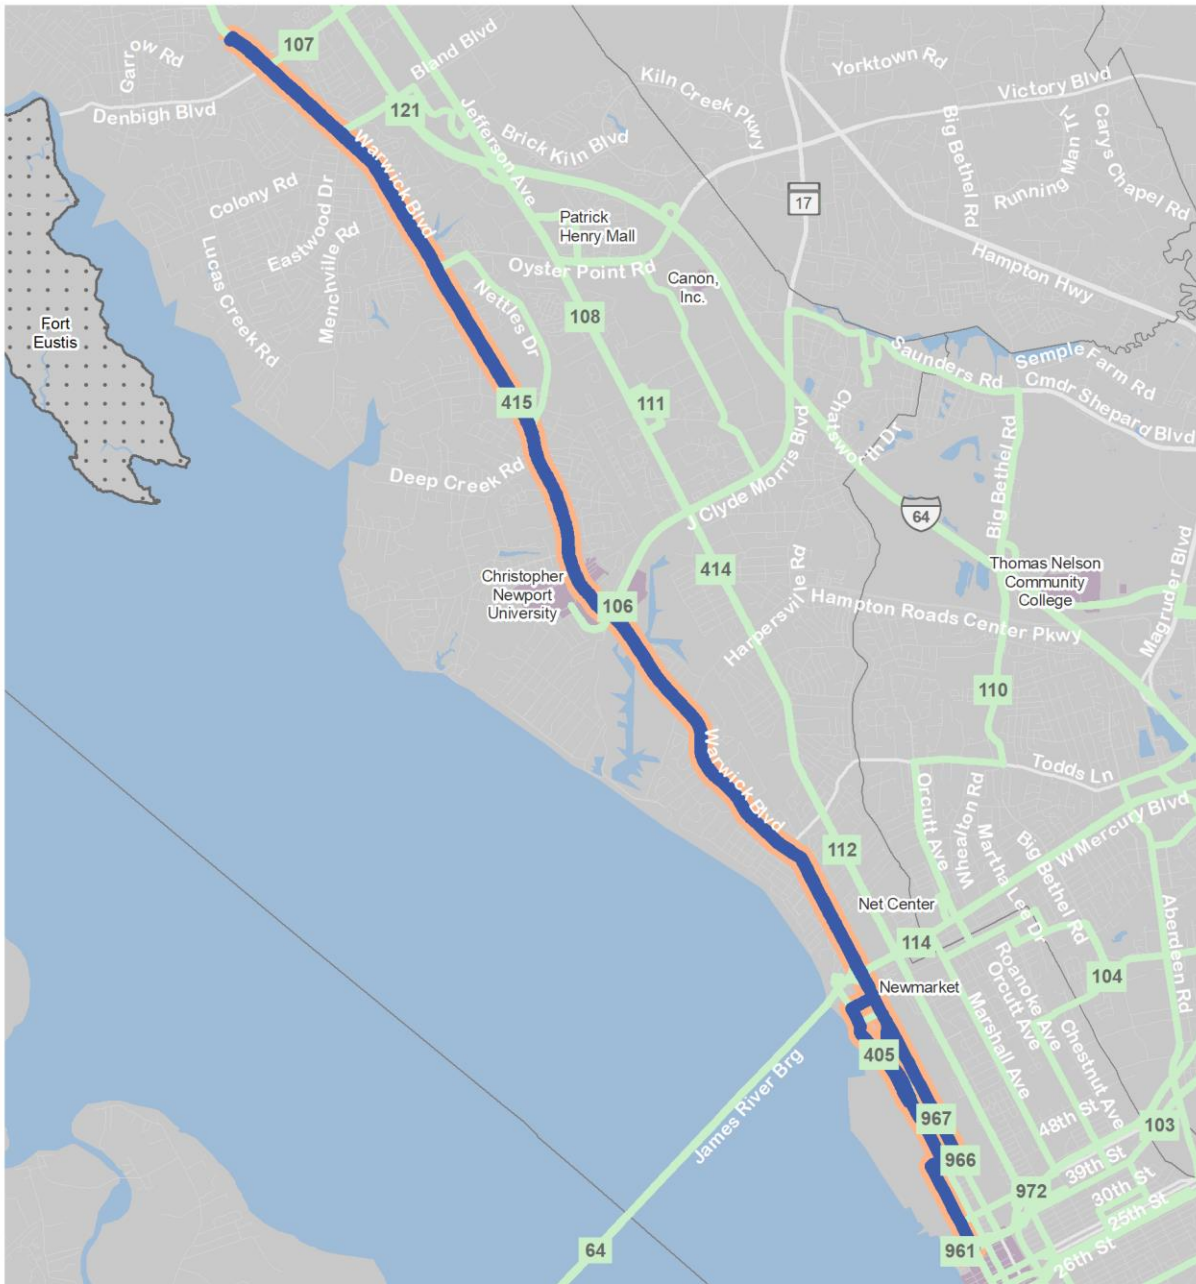 Garrow Rd
107
Denbigh Blvd
Bland Blvd
121
Jefferson Ave
Kiln Creek Pkwy
Yorktown Rd
Victory Blvd
Brick Kiln Blvd
Big Bethel Rd
Running Man Trl
Carys Chapel Rd
Warwick Blvd
Colony Rd
Eastwood Dr
Menchville Rd
Lucas Creek Rd
17
Patrick
Henry Mall
Oyster Point Rd
Canon,
Inc.
Hampton Hwy
Nettles Dr
Fort
Eustis
108
Saunders Rd
Semple Farm Rd
Cmdr Shepard Blvd
415
111
Chatsworth Dr
Deep Creek Rd
J Clyde Morris Blvd
Big Bethel Rd
64
Christopher
Newport
University
414
Harpersville Rd
Thomas Nelson
Community
College
106
Hampton Roads Center Pkwy
Magruder Blvd
110
Warwick Blvd
Todds Ln
Orcutt Ave
Whealton Rd
Martha Lee Dr
Big Bethel Rd
W Mercury Blvd
112
Net Center
114
Aberdeen Rd
Newmarket
Roanoke Ave
Orcutt Ave
104
Marshall Ave
Chestnut Ave
405
James River Brg
967
48th St
103
966
39th St
972
30th St
25th St
961
26th St
64